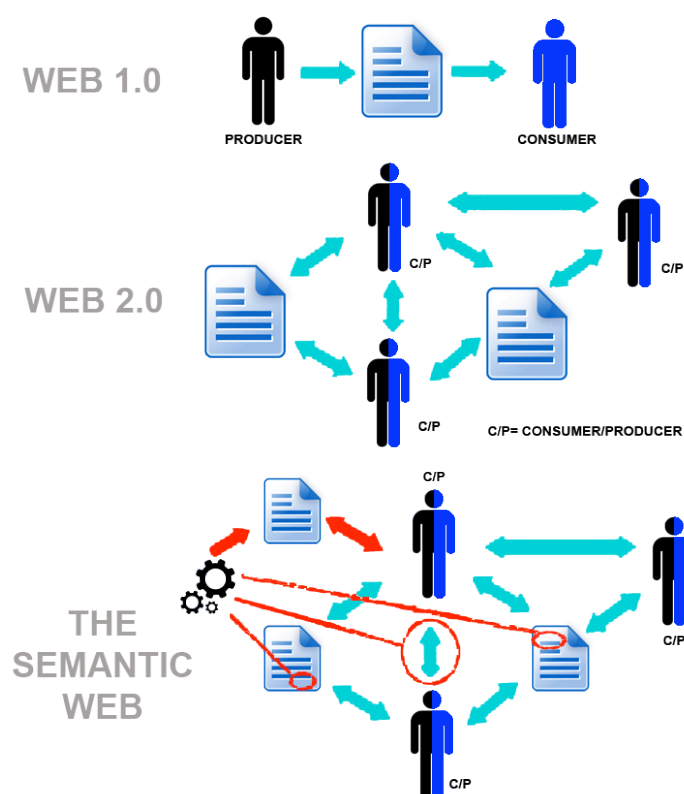 WEB 1.0
PRODUCER
CONSUMER
WEB 2.0
C/P
C/P
C/P
C/P= CONSUMER/PRODUCER
THE
SEMANTIC
WEB
C/P
C/P
C/P